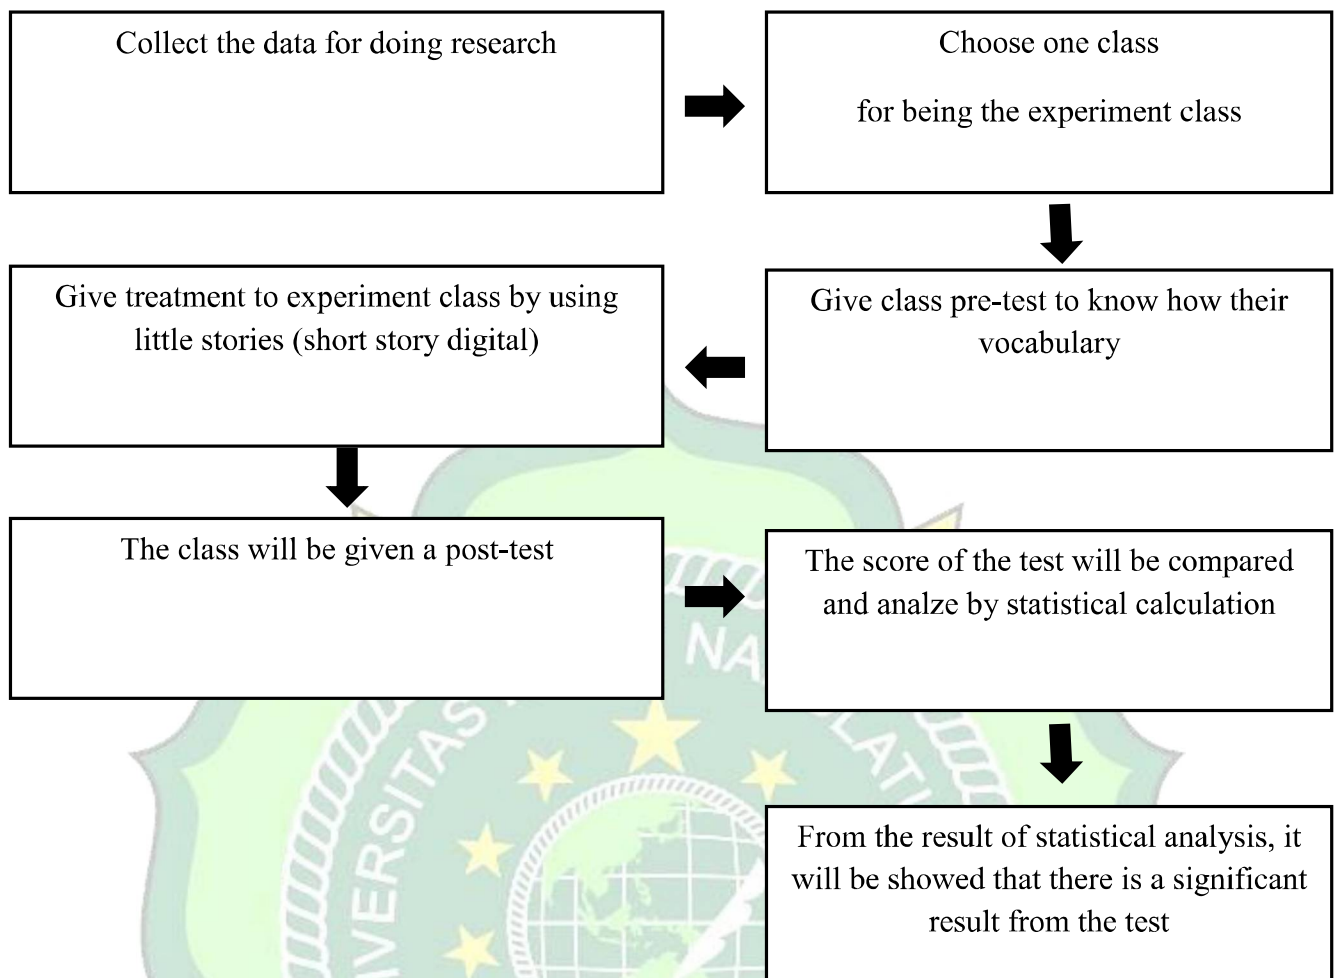 Collect the data for doing research
Choose one class
for being the experiment class
Give class pre-test to know how their
vocabulary
Give treatment to experiment class by using
little stories (short story digital)
The class will be given a post-test
The score of the test will be compared
and analze by statistical calculation
From the result of statistical analysis, it
will be showed that there is a significant
result from the test